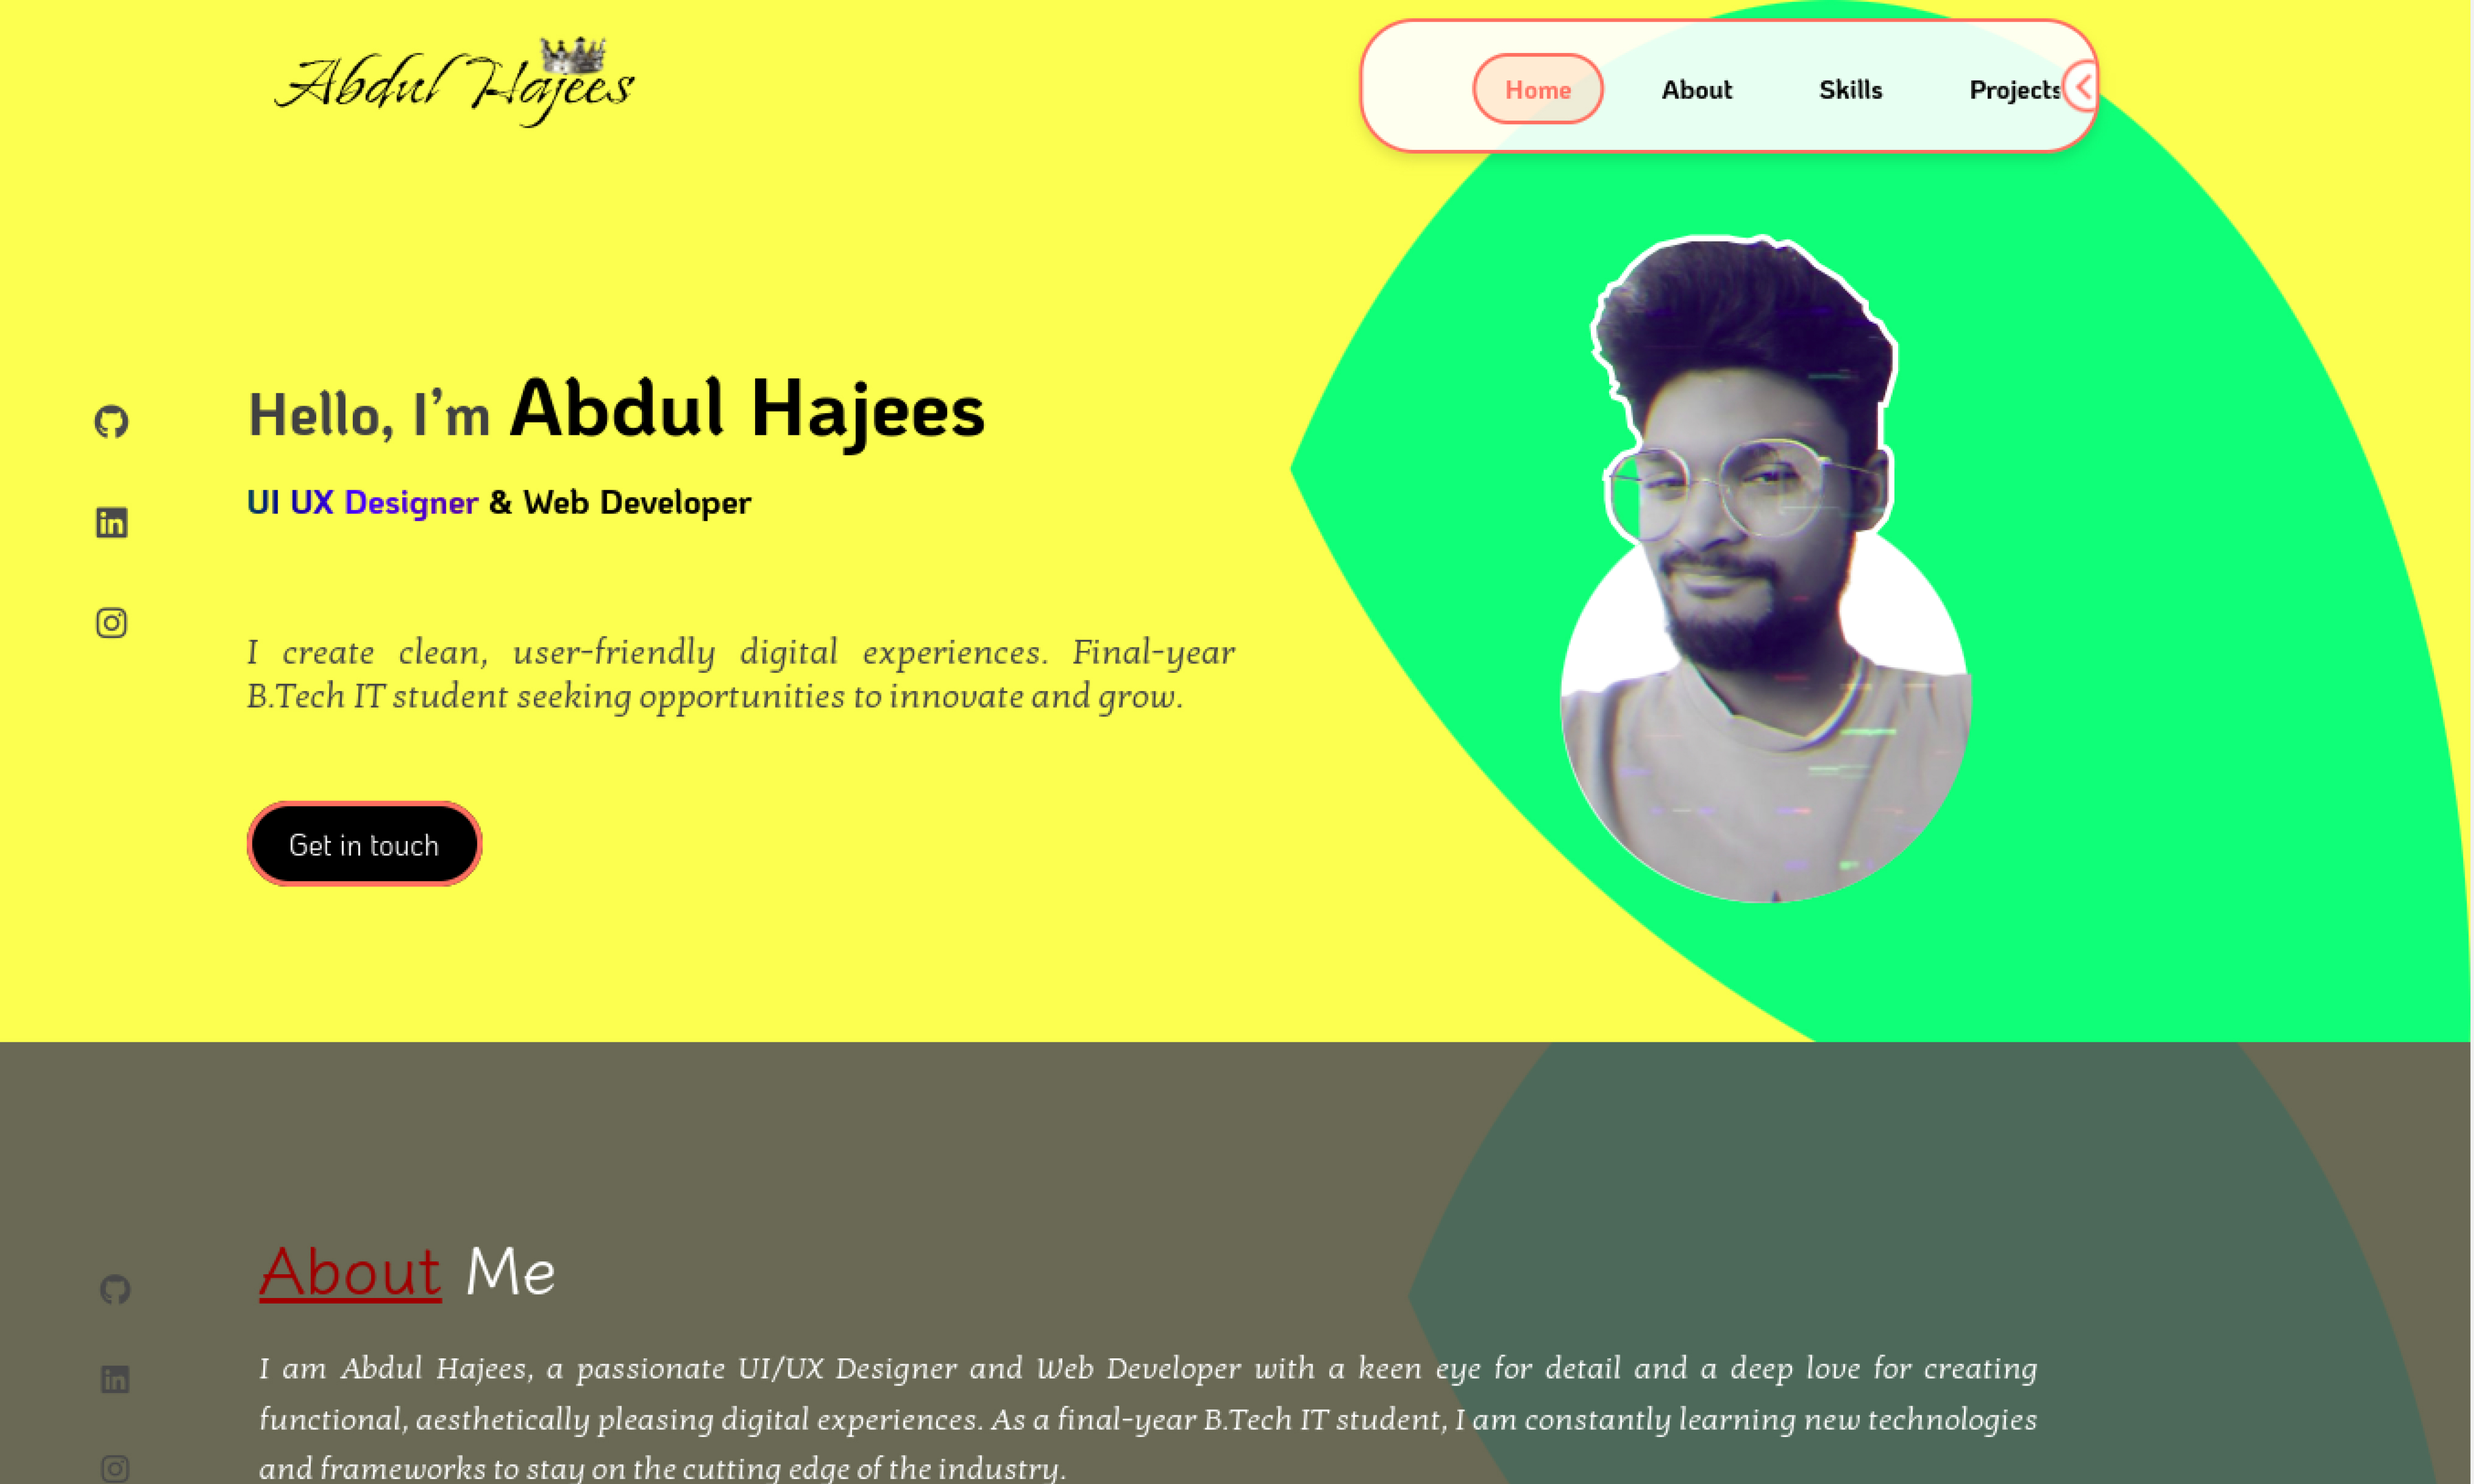 Abdul Hajees
Home About Skills Projects
Hello, I'm Abdul Hajees
UI UX Designer & Web Developer
I create clean, user-friendly digital experiences. Final-year
B.Tech IT student seeking opportunities to innovate and grow.
Get in touch
About Me
I am Abdul Hajees, a passionate UI/UX Designer and Web Developer with a keen eye for detail and a deep love for creating
functional, aesthetically pleasing digital experiences. As a final-year B.Tech IT student, I am constantly learning new technologies
and frameworks to stay on the cutting edge of the industry.